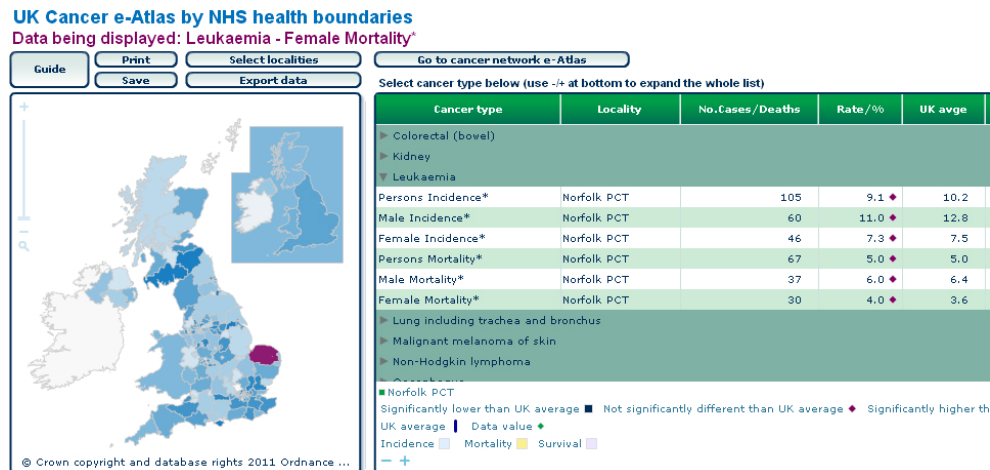 UK Cancer e-Atlas by NHS health boundaries
Data being displayed: Leukaemia - Female Mortality*
Guide
Print
Save
Select localities
Export data
Go to cancer network e-Atlas
Select cancer type below (use -/+ at bottom to expand the whole list)
Cancer type Locality No.Cases/Deaths Rate/% UK avge
Colorectal (bowel)
Kidney
Leukaemia
Persons Incidence* Norfolk PCT 105 9.1 10.2
Male Incidence* Norfolk PCT 60 11.0 12.8
Female Incidence* Norfolk PCT 46 7.3 7.5
Persons Mortality* Norfolk PCT 67 5.0 5.0
Male Mortality* Norfolk PCT 37 6.0 6.4
Female Mortality* Norfolk PCT 30 4.0 3.6
Lung including trachea and bronchus
Malignant melanoma of skin
Non-Hodgkin lymphoma
Norfolk PCT
Significantly lower than UK average Not significantly different than UK average Significantly higher th
UK average Data value
Incidence Mortality Survival
© Crown copyright and database rights 2011 Ordnance ...